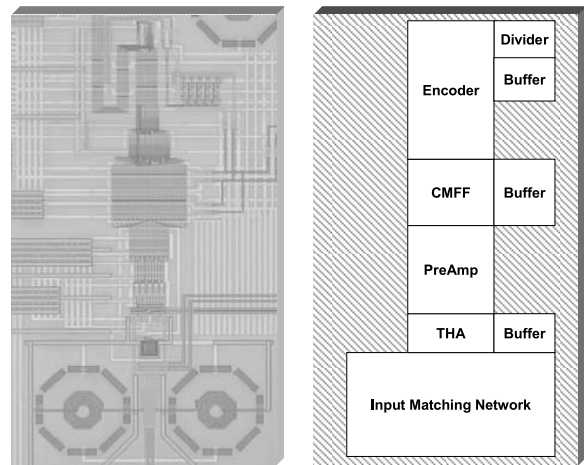 Divider
Encoder
Buffer
CMFF
Buffer
PreAmp
THA
Buffer
Input Matching Network